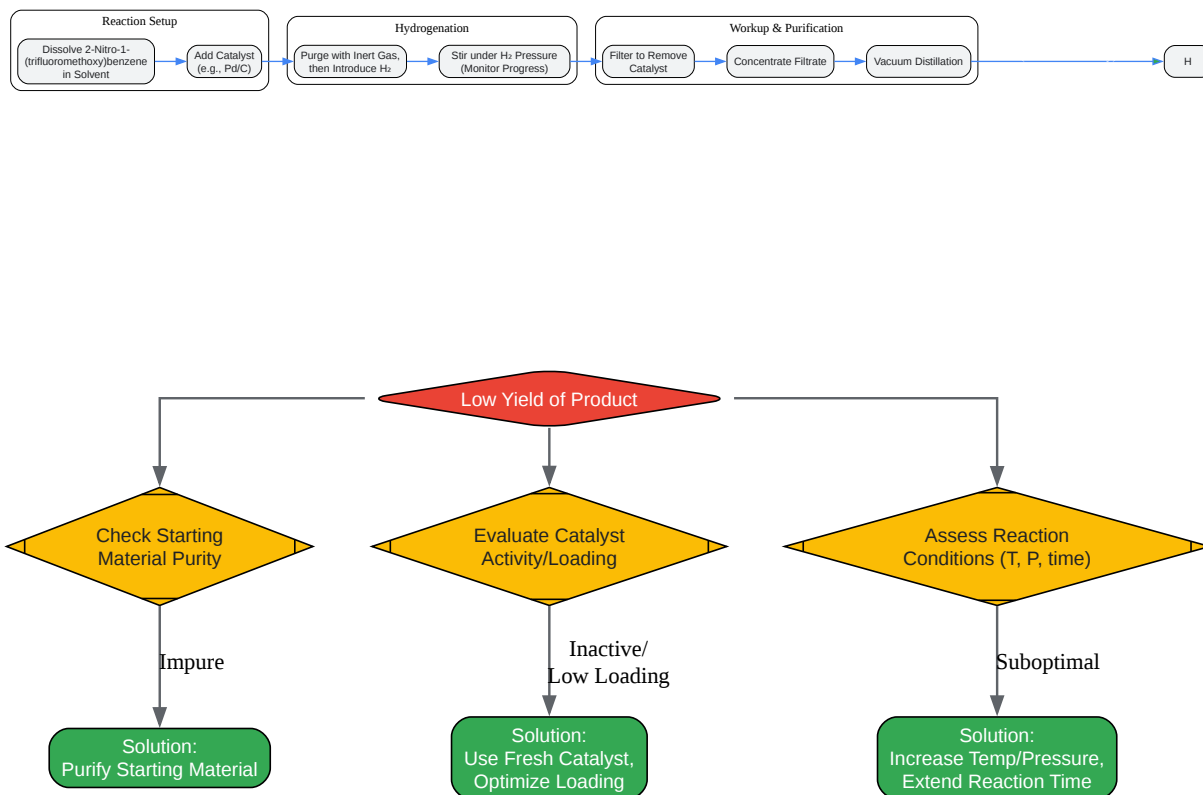 Reaction Setup
Dissolve 2-Nitro-1-
(trifluoromethoxy)benzene
in Solvent
Add Catalyst
(e.g., Pd/C)
Hydrogenation
Purge with Inert Gas,
then Introduce H₂
Stir under H₂ Pressure
(Monitor Progress)
Workup & Purification
Filter to Remove
Catalyst
Concentrate Filtrate
Vacuum Distillation
H
Low Yield of Product
Check Starting
Material Purity
Evaluate Catalyst
Activity/Loading
Assess Reaction
Conditions (T, P, time)
Impure
Inactive/
Low Loading
Suboptimal
Solution:
Purify Starting Material
Solution:
Use Fresh Catalyst,
Optimize Loading
Solution:
Increase Temp/Pressure,
Extend Reaction Time